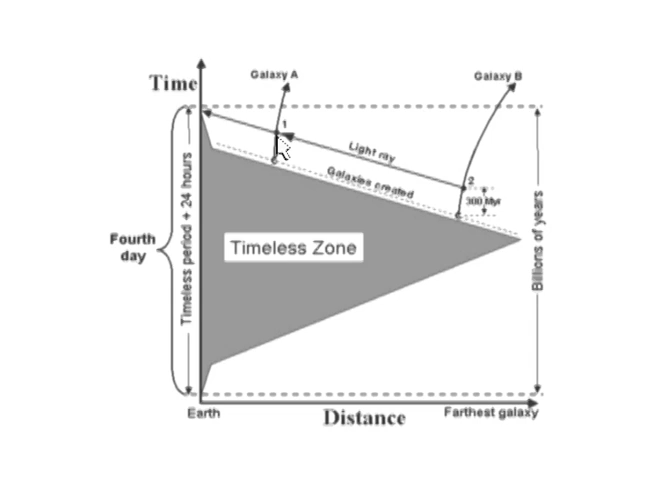 Time
Galaxy A
Galaxy B
1
Light ray
2
Galaxies created
300 Myr
Fourth
day
Timeless period + 24 hours
Timeless Zone
Billions of years
Earth
Distance
Farthest galaxy